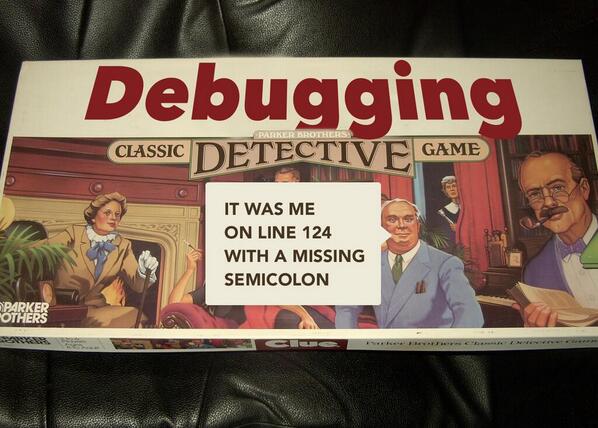 Debugging
PARKER BROTHERS
CLASSIC DETECTIVE GAME
IT WAS ME
ON LINE 124
WITH A MISSING
SEMICOLON
PARKER
BROTHERS
Clue
Parker Brothers Classic Detective Game